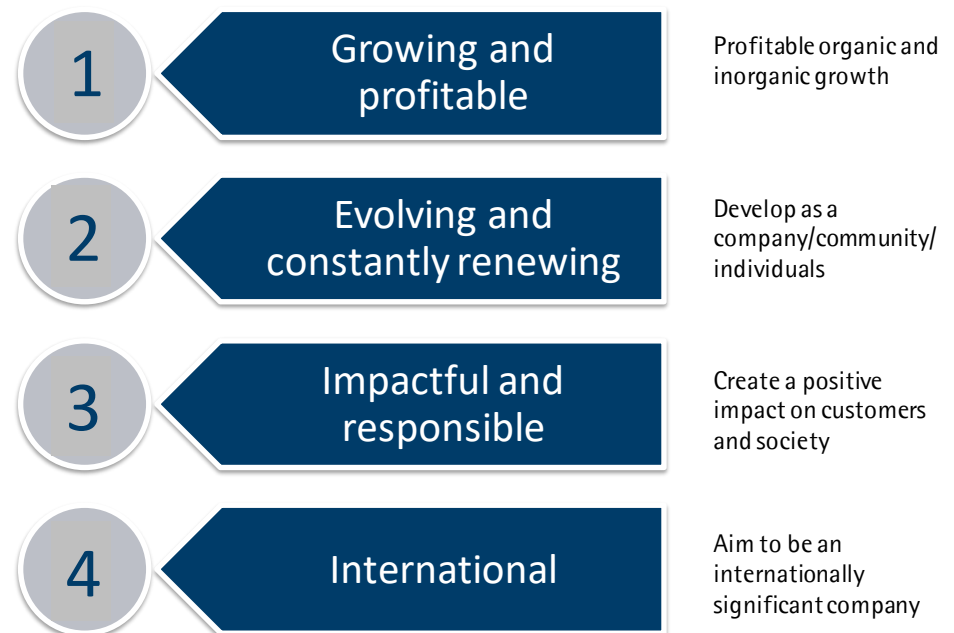 1
Growing and
profitable
Profitable organic and
inorganic growth
2
Evolving and
constantly renewing
Develop as a
company/community/
individuals
3
Impactful and
responsible
Create a positive
impact on customers
and society
4
International
Aim to be an
internationally
significant company